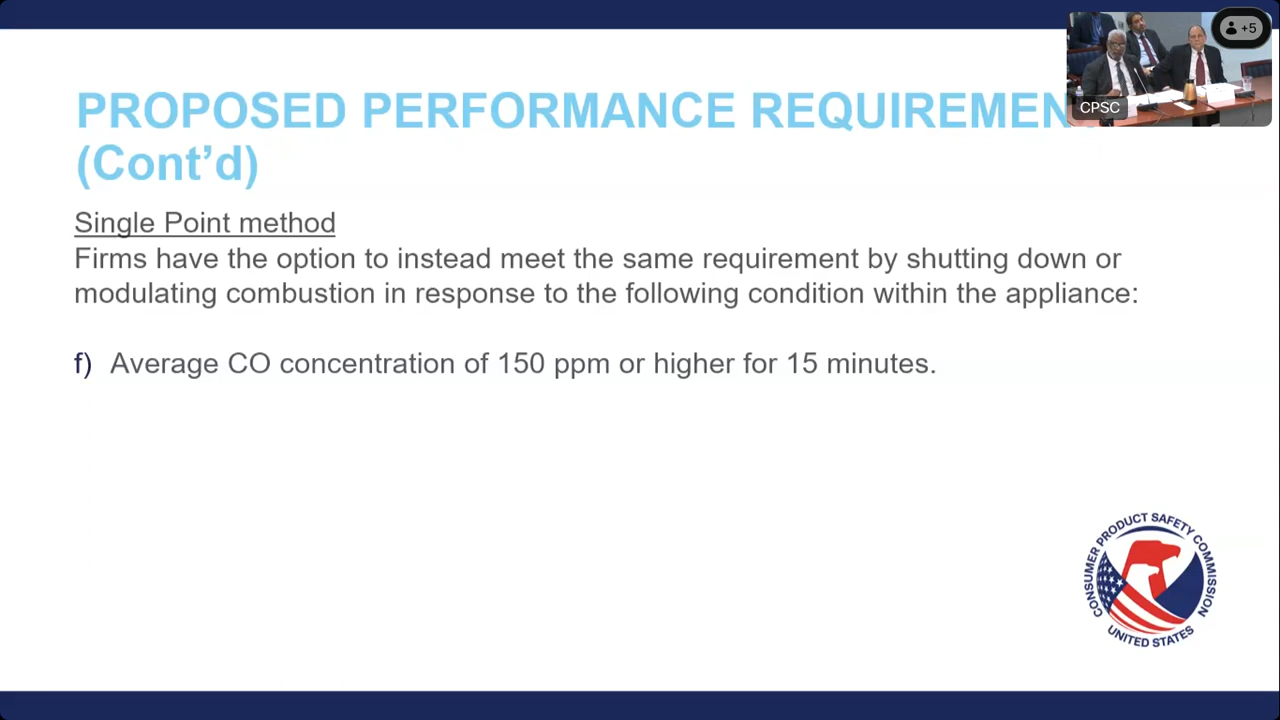 PROPOSED PERFORMANCE
(Cont’d)
Single Point method
Firms have the option to instead meet the same requirement by shutting down or
modulating combustion in response to the following condition within the appliance:
f) Average CO concentration of 150 ppm or higher for 15 minutes.
+5
CPSC
CONSUMER PRODUCT SAFETY COMMISSION
UNITED STATES